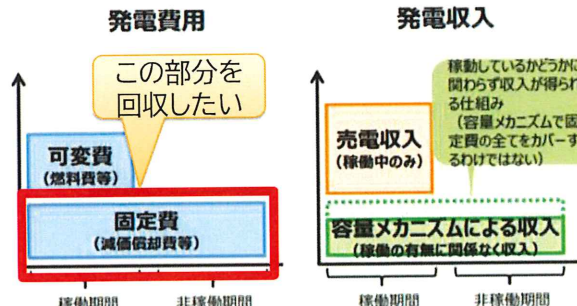 発電費用
この部分を
回収したい
可変費
(燃料費等)
固定費
(減価償却費等)
稼働期間
非稼働期間
発電収入
稼働しているかどうかに
関わらず収入が得られ
る仕組み
(容量メカニズムで固
定費の全てをカバーす
るわけではない)
売電収入
(稼働中のみ)
容量メカニズムによる収入
(稼働の有無に関係なく収入)
稼働期間
非稼働期間